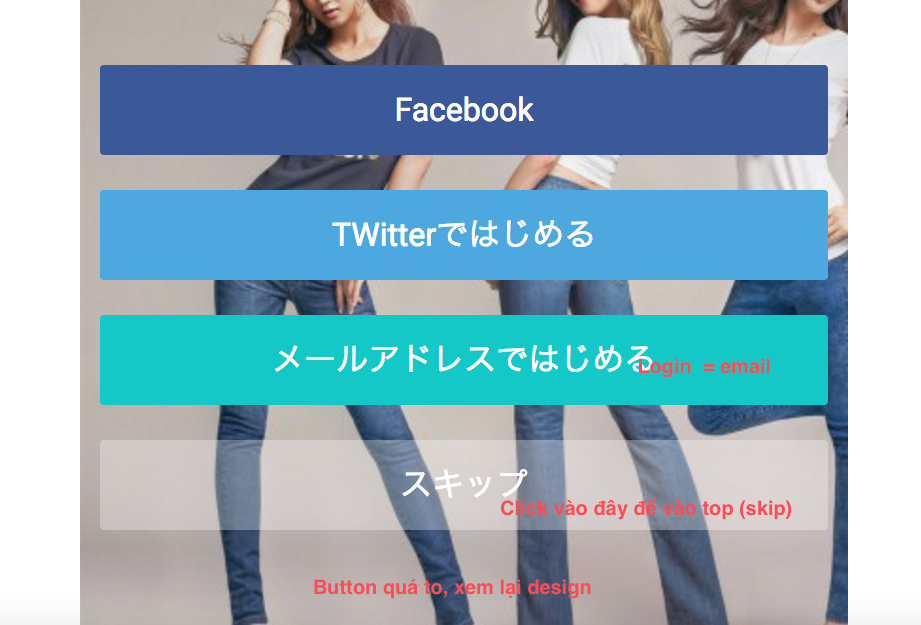 Facebook
TWitterではじめる
メールアドレスではじめる
Login = email
スキップ
Click vào đây để vào top (skip)
Button quá to, xem lại design